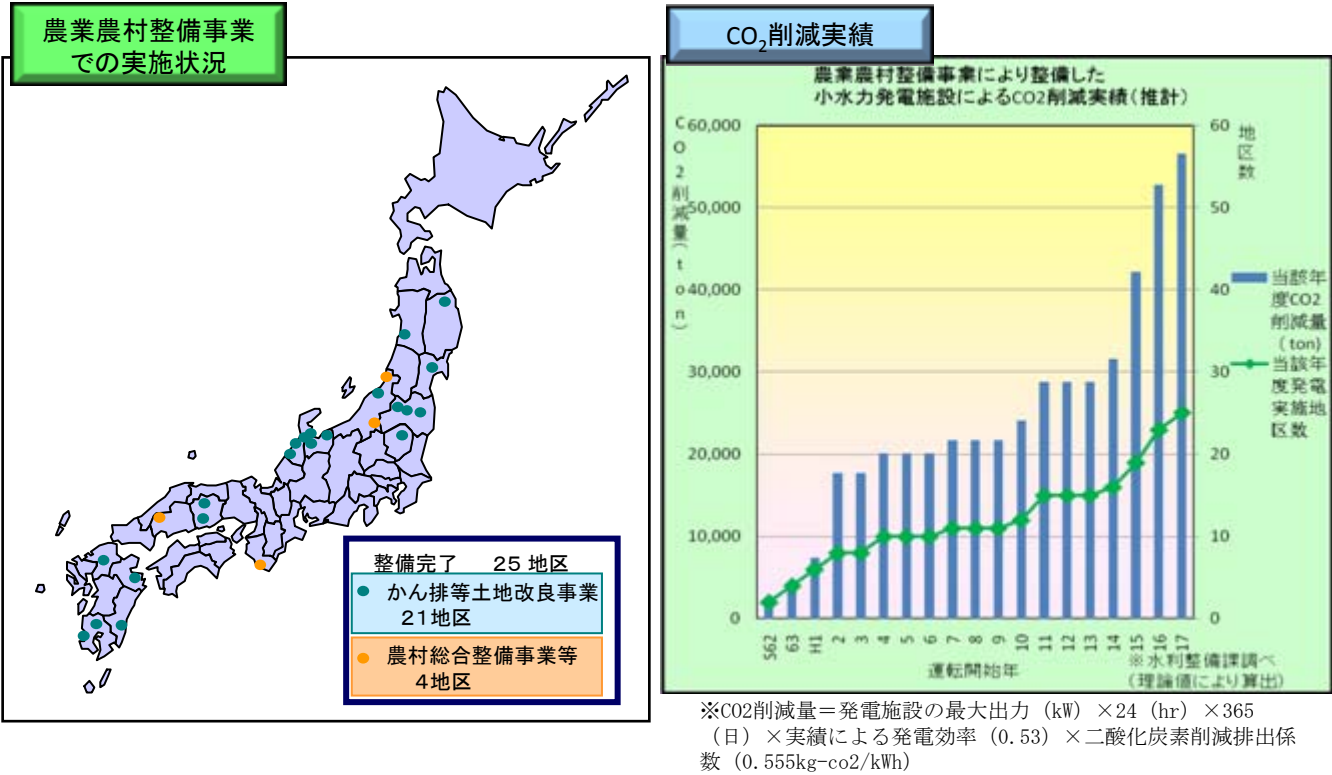 農業農村整備事業
での実施状況
整備完了 25 地区
かん排等土地改良事業
21地区
農村総合整備事業等
4地区
CO2削減実績
農業農村整備事業により整備した
小水力発電施設によるCO2削減実績(推計)
CO2削減量(ton)
60,000
50,000
40,000
30,000
20,000
10,000
0
地区数
60
50
40
30
20
10
0
当該年
度CO2
削減量
(ton)
当該年
度発電
実施地
区数
S62
63
H1
2
3
4
5
6
7
8
9
10
11
12
13
14
15
16
17
運転開始年
※水利整備課調べ
(理論値により算出)
※CO2削減量＝発電施設の最大出力 (kW) ×24 (hr) ×365
(日) ×実績による発電効率 (0.53) ×二酸化炭素削減排出係
数 (0.555kg-co2/kWh)